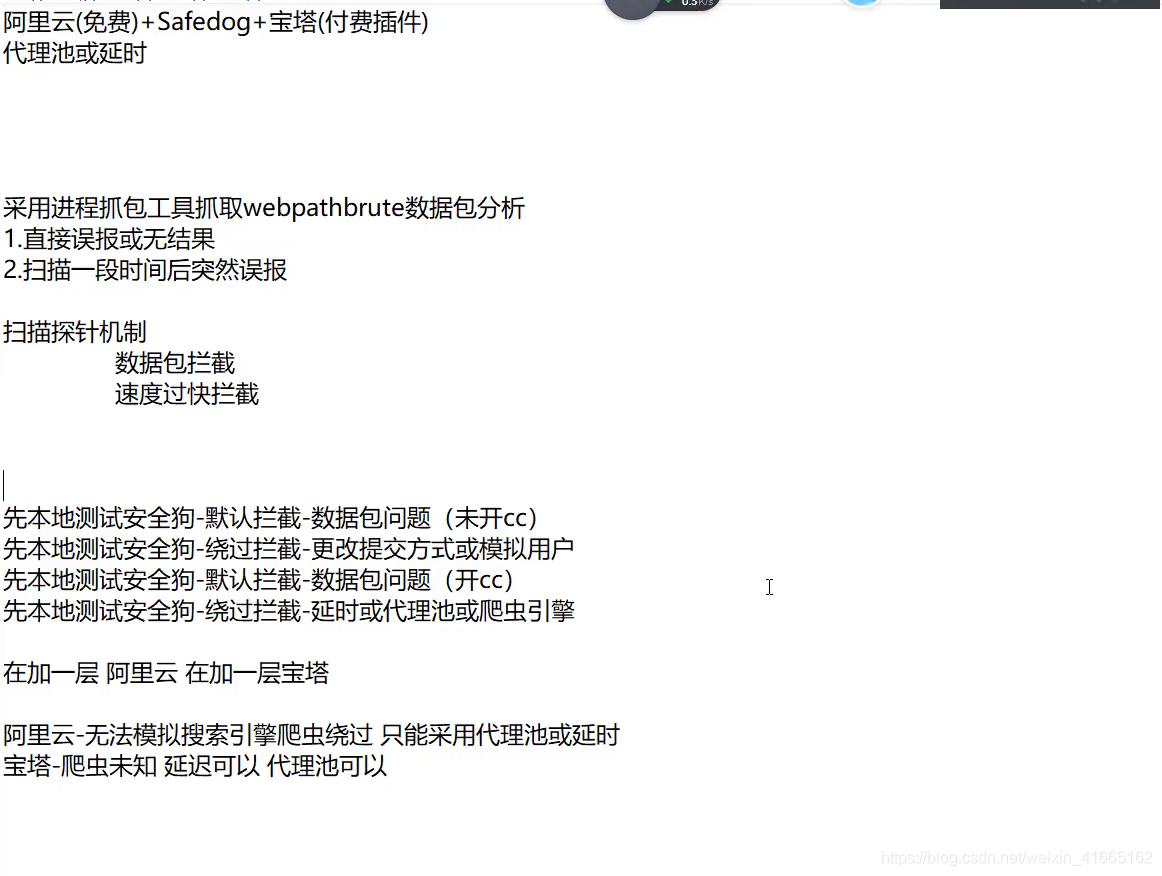 阿里云(免费)+Safedog+宝塔(付费插件)
代理池或延时
采用进程抓包工具抓取webpathbrute数据包分析
1.直接误报或无结果
2.扫描一段时间后突然误报
扫描探针机制
数据包拦截
速度过快拦截
先本地测试安全狗-默认拦截-数据包问题（未开cc）
先本地测试安全狗-绕过拦截-更改提交方式或模拟用户
先本地测试安全狗-默认拦截-数据包问题（开cc）
先本地测试安全狗-绕过拦截-延时或代理池或爬虫引擎
在加一层 阿里云 在加一层宝塔
阿里云-无法模拟搜索引擎爬虫绕过 只能采用代理池或延时
宝塔-爬虫未知 延迟可以 代理池可以
https://blog.csdn.net/weixin_41665162